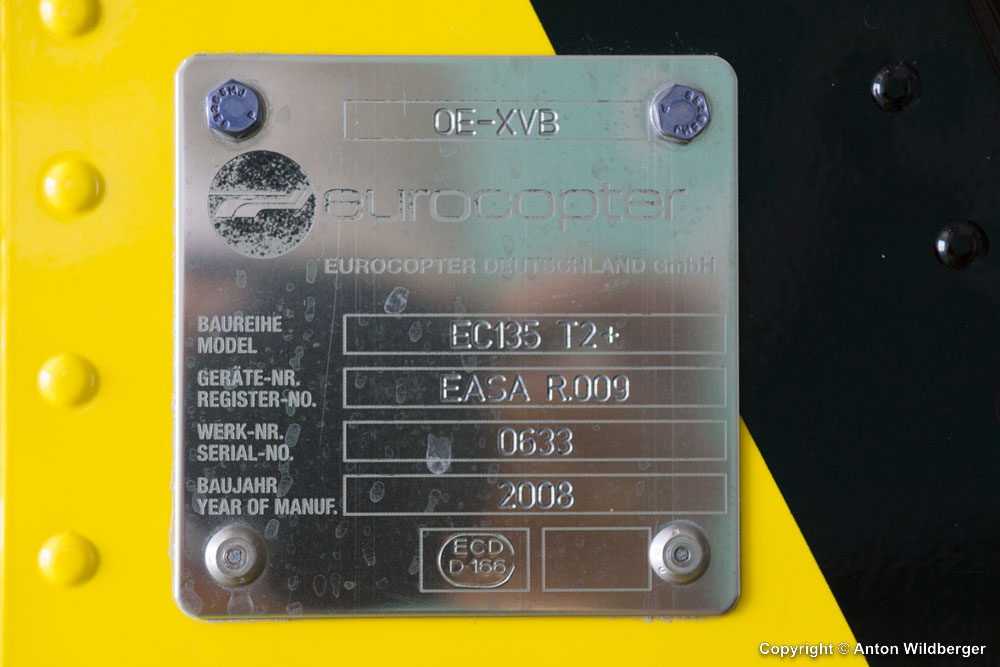 OE-XVB
eurocopter
EUROCOPTER DEUTSCHLAND GmbH
BAUREIHE
MODEL
EC135 T2+
GERÄTE-NR.
REGISTER-NO.
EASA R.009
WERK-NR.
SERIAL-NO.
0633
BAUJAHR
YEAR OF MANUF.
2008
ECD
D-166
Copyright © Anton Wildberger